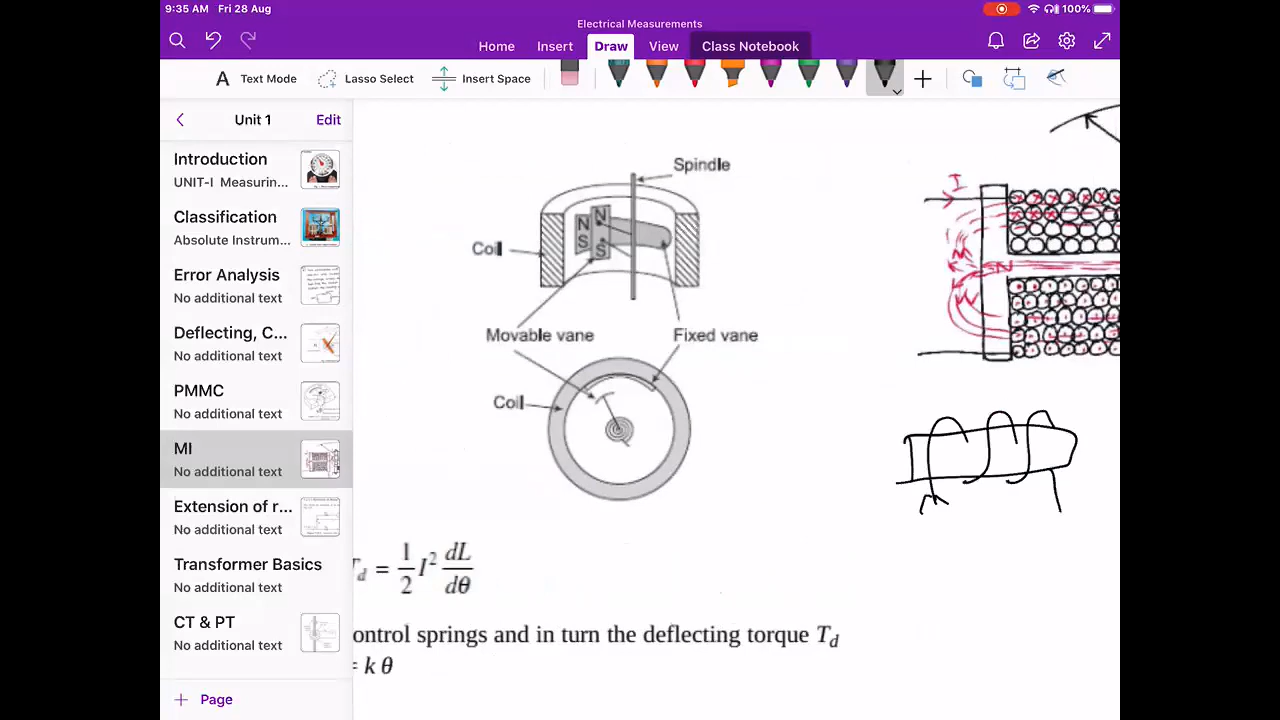 9:35 AM Fri 28 Aug
100%
Electrical Measurements
Home Insert Draw View Class Notebook
A Text Mode Lasso Select Insert Space
Unit 1 Edit
Introduction
UNIT-I Measurin...
Classification
Absolute Instrum...
Error Analysis
No additional text
Deflecting, C...
No additional text
PMMC
No additional text
MI
No additional text
Extension of r...
No additional text
Transformer Basics
No additional text
CT & PT
No additional text
+ Page
Spindle
N
N
S
S
Coil
Movable vane
Fixed vane
Coil
I
N
T_d = 1/2 I² dL/dθ
ontrol springs and in turn the deflecting torque T_d
= k θ